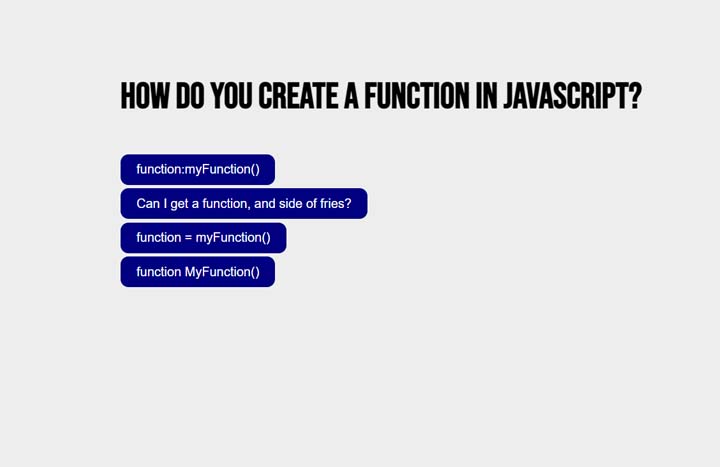 HOW DO YOU CREATE A FUNCTION IN JAVASCRIPT?
function:myFunction()
Can I get a function, and side of fries?
function = myFunction()
function MyFunction()